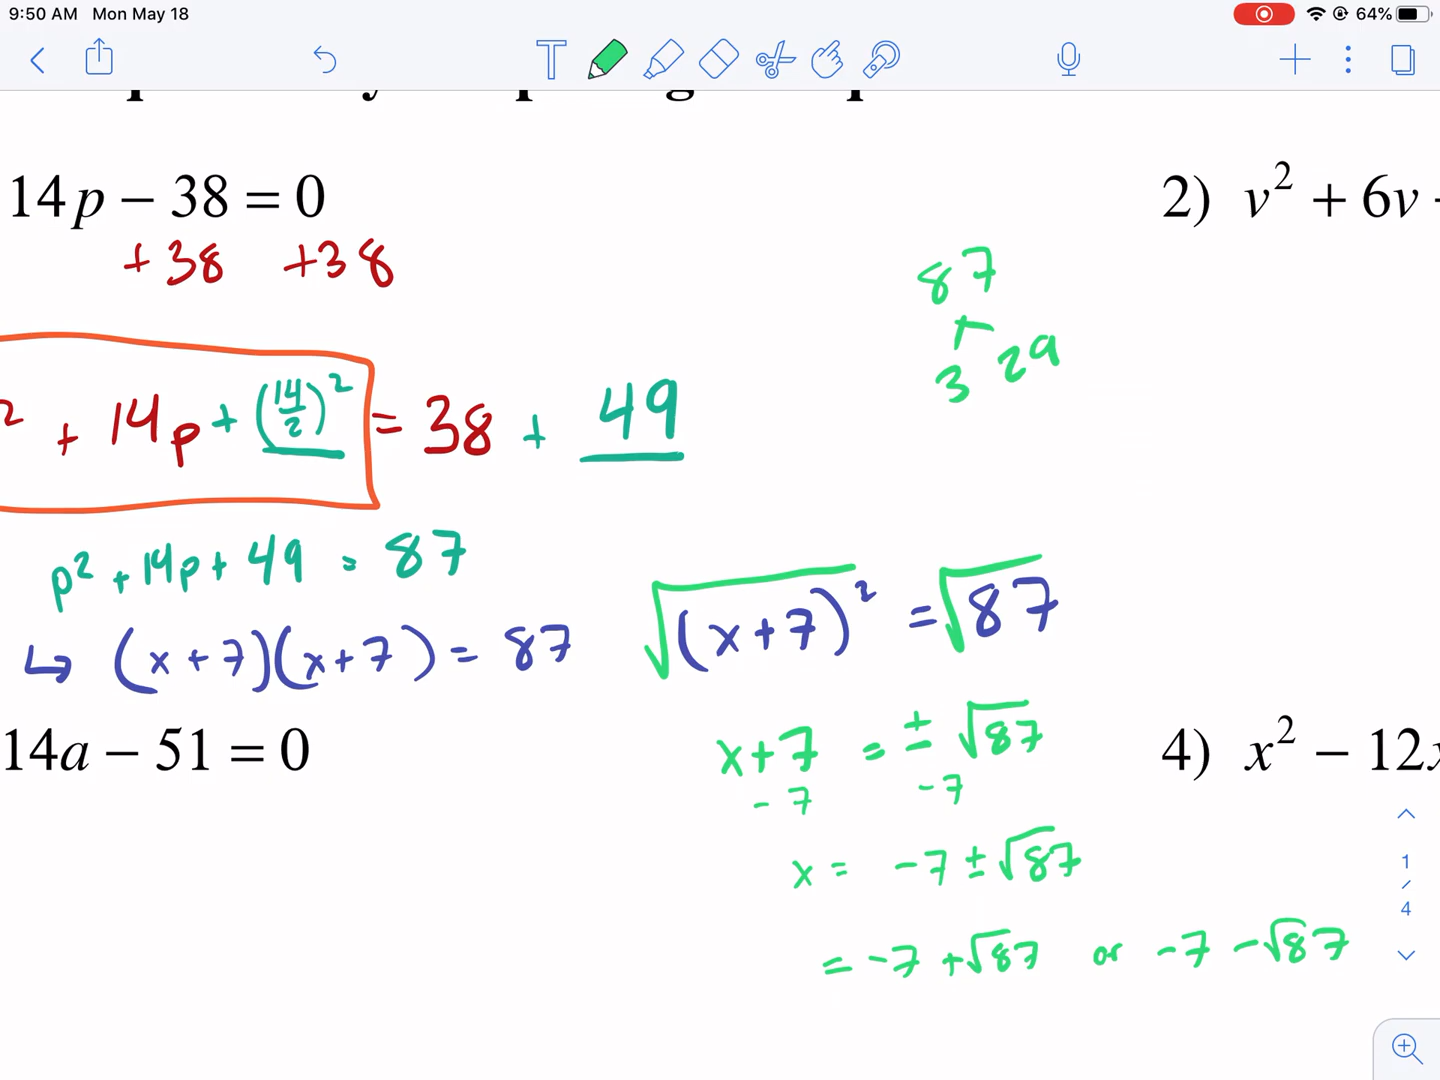 9:50 AM Mon May 18
64%
14p − 38 = 0
+38 +38
2) v² + 6v
87
3 29
² + 14p + (14/2)² = 38 + 49
p² + 14p + 49 = 87
↳ (x+7)(x+7) = 87
√(x+7)² = √87
14a − 51 = 0
x+7 = ± √87
4) x² − 12x
−7 −7
x = −7 ± √87
= −7 + √87 or −7 − √87
1
/
4